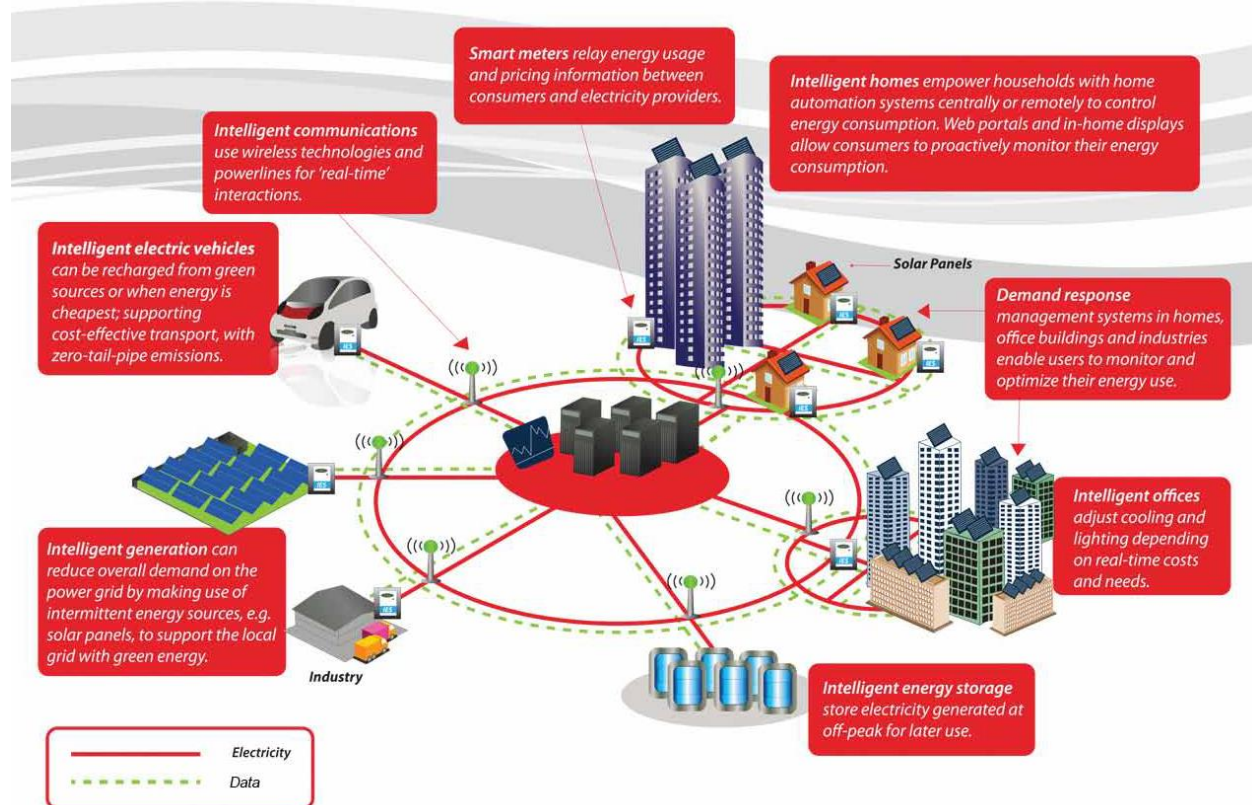 Smart meters relay energy usage
and pricing information between
consumers and electricity providers.
Intelligent homes empower households with home
automation systems centrally or remotely to control
energy consumption. Web portals and in-home displays
allow consumers to proactively monitor their energy
consumption.
Intelligent communications
use wireless technologies and
powerlines for ‘real-time’
interactions.
Intelligent electric vehicles
can be recharged from green
sources or when energy is
cheapest; supporting
cost-effective transport, with
zero-tail-pipe emissions.
Solar Panels
Demand response
management systems in homes,
office buildings and industries
enable users to monitor and
optimize their energy use.
IES
IES
IES
IES
IES
IES
IES
IES
Intelligent offices
adjust cooling and
lighting depending
on real-time costs
and needs.
Intelligent generation can
reduce overall demand on the
power grid by making use of
intermittent energy sources, e.g.
solar panels, to support the local
grid with green energy.
Industry
Intelligent energy storage
store electricity generated at
off-peak for later use.
Electricity
Data